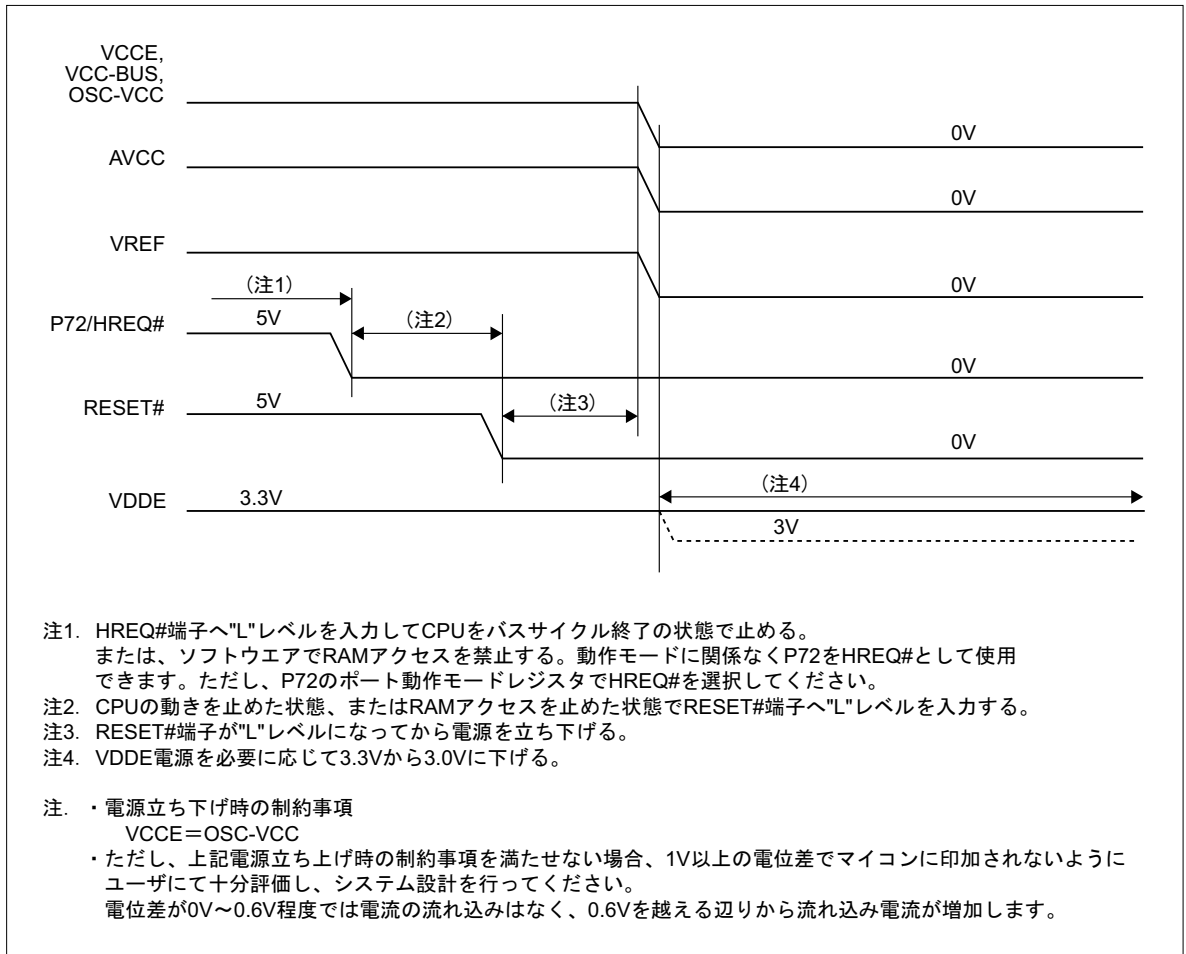 VCCE,
VCC-BUS,
OSC-VCC
0V
AVCC
0V
VREF
0V
（注1）
P72/HREQ#
5V
（注2）
0V
RESET#
5V
（注3）
0V
VDDE
3.3V
（注4）
3V
注1. HREQ#端子へ"L"レベルを入力してCPUをバスサイクル終了の状態で止める。
または、ソフトウエアでRAMアクセスを禁止する。動作モードに関係なくP72をHREQ#として使用
できます。ただし、P72のポート動作モードレジスタでHREQ#を選択してください。
注2. CPUの動きを止めた状態、またはRAMアクセスを止めた状態でRESET#端子へ"L"レベルを入力する。
注3. RESET#端子が"L"レベルになってから電源を立ち下げる。
注4. VDDE電源を必要に応じて3.3Vから3.0Vに下げる。
注. ・電源立ち下げ時の制約事項
VCCE＝OSC-VCC
・ただし、上記電源立ち上げ時の制約事項を満たせない場合、1V以上の電位差でマイコンに印加されないように
ユーザにて十分評価し、システム設計を行ってください。
電位差が0V～0.6V程度では電流の流れ込みはなく、0.6Vを越える辺りから流れ込み電流が増加します。